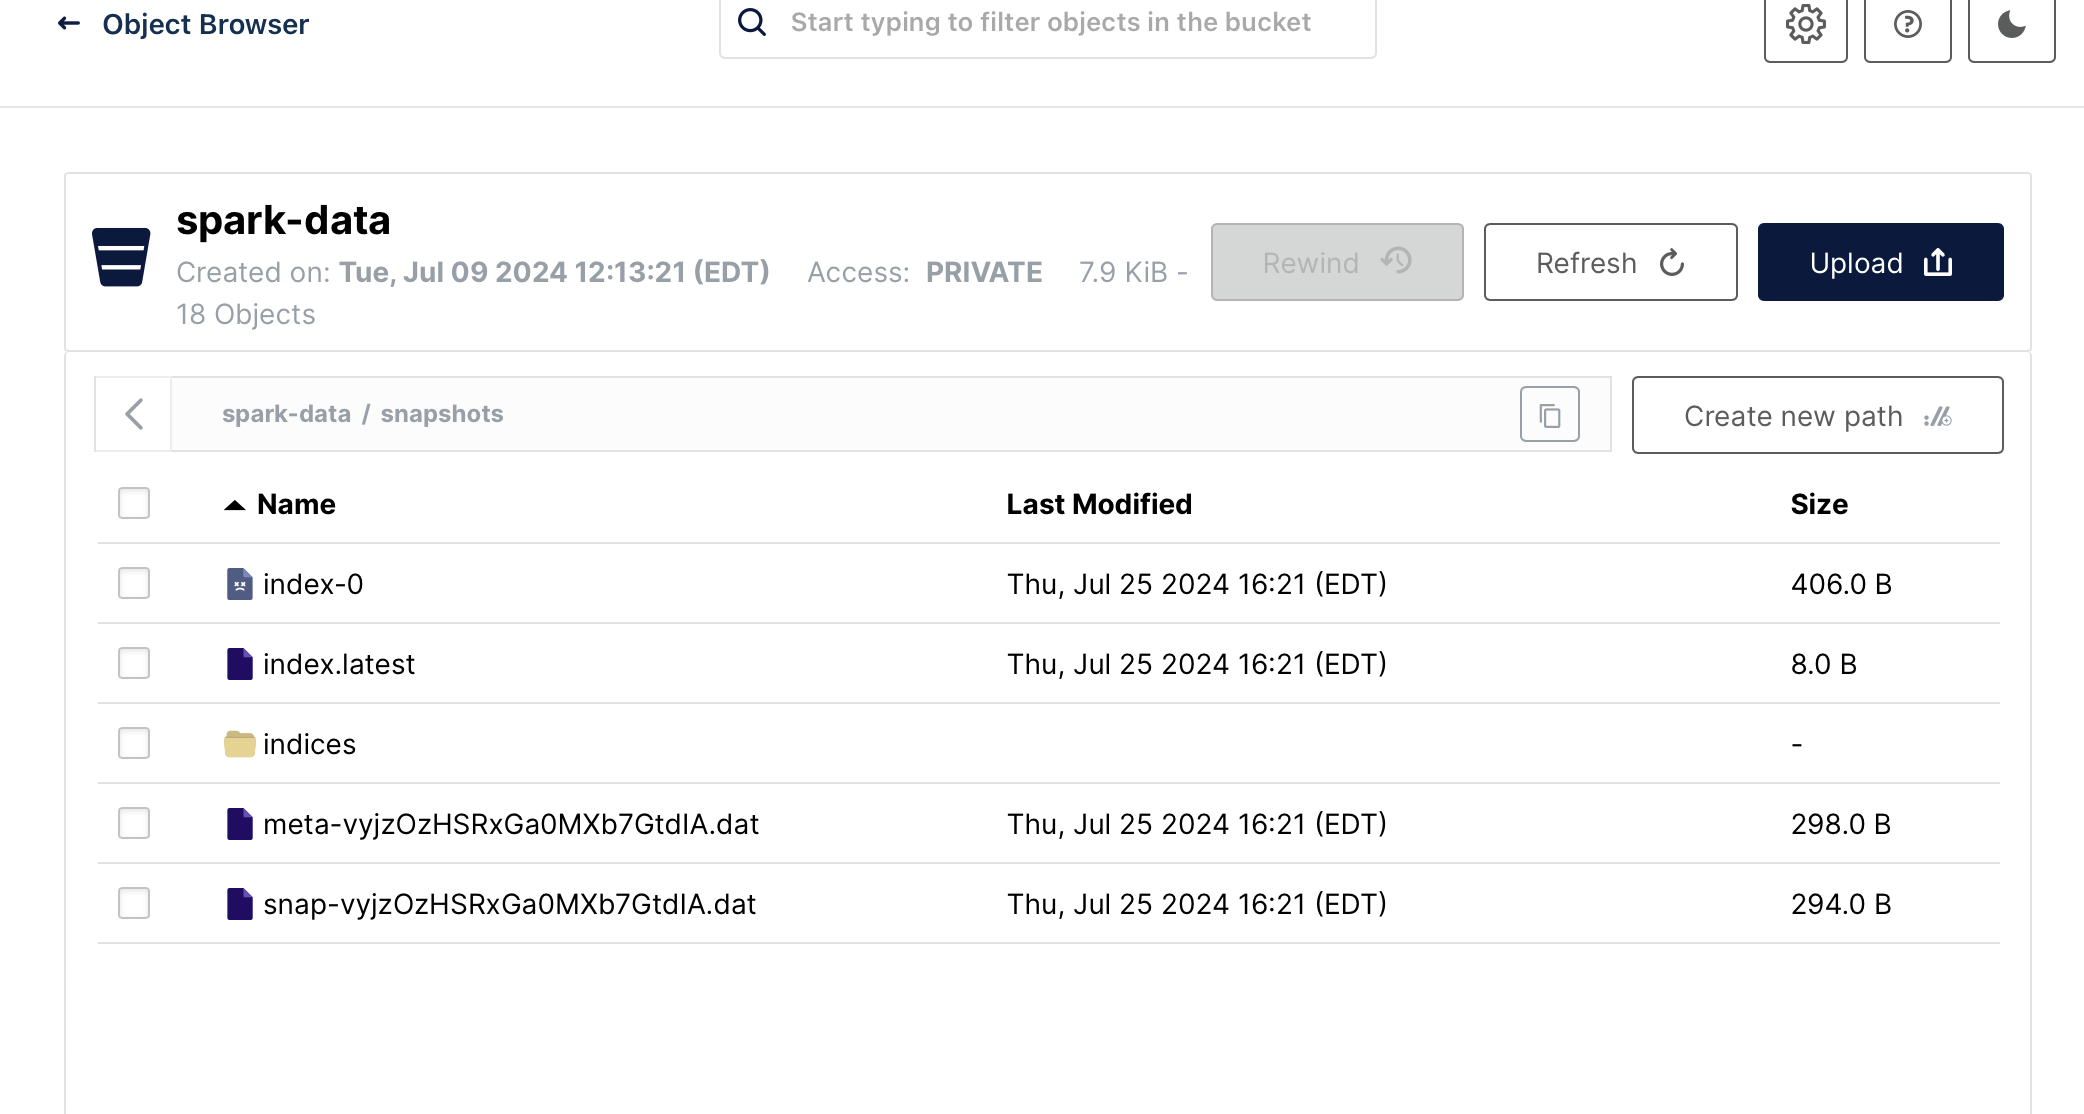 Object Browser
Start typing to filter objects in the bucket
spark-data
Created on: Tue, Jul 09 2024 12:13:21 (EDT) Access: PRIVATE 7.9 KiB -
18 Objects
Rewind
Refresh
Upload
spark-data / snapshots
Create new path
Name Last Modified Size
index-0 Thu, Jul 25 2024 16:21 (EDT) 406.0 B
index.latest Thu, Jul 25 2024 16:21 (EDT) 8.0 B
indices -
meta-vyjzOzHSRxGa0MXb7GtdIA.dat Thu, Jul 25 2024 16:21 (EDT) 298.0 B
snap-vyjzOzHSRxGa0MXb7GtdIA.dat Thu, Jul 25 2024 16:21 (EDT) 294.0 B